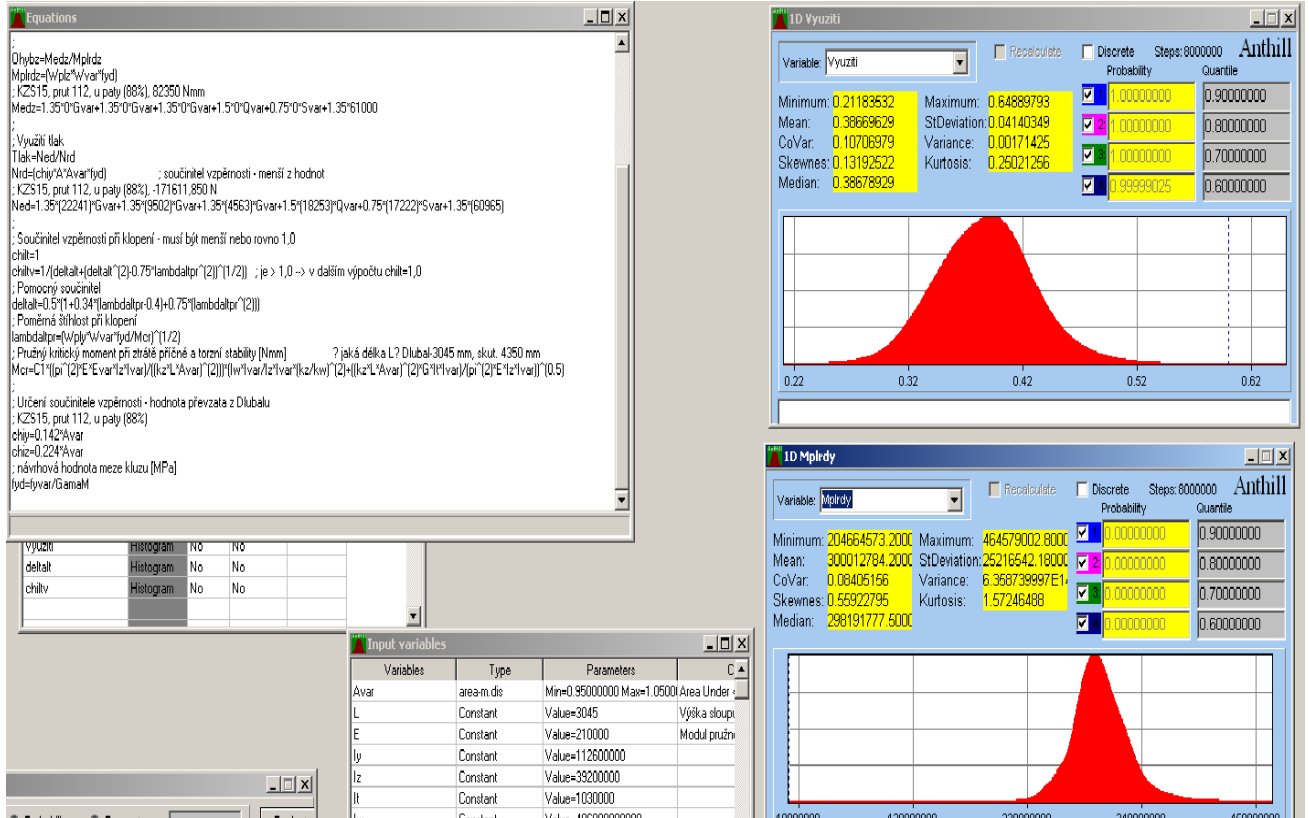 Equations
;
Qhybz=Medz/Mplrdz
Mplrdz=(Wplz*Wvar*fyd)
; KZS15, prut 112, u paty (88%), 82350 Nmm
Medz=1.35*0*Gvar+1.35*0*Gvar+1.35*0*Gvar+1.5*0*Qvar+0.75*0*Svar+1.35*61000
;
; Využití tlak
Tlak=Ned/Nrd
Nrd=(chiy*A*Avar*fyd) ; součinitel vzpěrnosti - menší z hodnot
; KZS15, prut 112, u paty (88%), -171611,850 N
Ned=1.35*(22241)*Gvar+1.35*(9502)*Gvar+1.35*(4563)*Gvar+1.5*(18253)*Qvar+0.75*(17222)*Svar+1.35*(60965)
;
; Součinitel vzpěrnosti při klopení - musí být menší nebo rovno 1,0
chilt=1
chiltv=1/(deltalt+(deltalt^(2)-0.75*lambdaltpr^(2))^(1/2)) ; je > 1,0 --> v dalším výpočtu chilt=1,0
; Pomocný součinitel
deltalt=0.5*(1+0.34*(lambdaltpr-0.4)+0.75*(lambdaltpr^(2)))
; Poměrná štíhlost při klopení
lambdaltpr=(Wply*Wvar*fyd/Mcr)^(1/2)
; Pružný kritický moment při ztrátě příčné a torzní stability [Nmm] ? jaká délka L? Dlubal-3045 mm, skut. 4350 mm
Mcr=C1*((pi^(2)*E*Evar*Iz*Ivar)/((kz*L*Avar)^(2)))*(Iw*Ivar/Iz*Ivar*(kz/kw)^(2)+((kz*L*Avar)^(2)*G*It*Ivar)/(pi^(2)*E*Iz*Ivar))^(0.5)
;
; Určení součinitele vzpěrnosti - hodnota převzata z Dlubalu
; KZS15, prut 112, u paty (88%)
chiy=0.142*Avar
chiz=0.224*Avar
; návrhová hodnota meze kluzu [MPa]
fyd=fyvar/GamaM
Vyuziti Histogram No No
deltalt Histogram No No
chiltv Histogram No No
Input variables
Variables Type Parameters
Avar area-m.dis Min=0.95000000 Max=1.0500 Area Under
L Constant Value=3045 Výška sloupu
E Constant Value=210000 Modul pružn
Iy Constant Value=112600000
Iz Constant Value=39200000
It Constant Value=1030000
1D Vyuziti
Variable: Vyuziti Recalculate Discrete Steps: 8000000 Anthill
Probability Quantile
Minimum: 0.21183532 Maximum: 0.64889793 1: 1.00000000 0.90000000
Mean: 0.38669629 StDeviation: 0.04140349 2: 1.00000000 0.80000000
CoVar: 0.10706979 Variance: 0.00171425 3: 1.00000000 0.70000000
Skewnes: 0.13192522 Kurtosis: 0.25021256
Median: 0.38678929 0.99999025 0.60000000
0.22 0.32 0.42 0.52 0.62
1D Mplrdy
Variable: Mplrdy Recalculate Discrete Steps: 8000000 Anthill
Probability Quantile
Minimum: 204664573.2000 Maximum: 464579002.8000 0.00000000 0.90000000
Mean: 300012784.2000 StDeviation: 25216542.18000 2: 0.00000000 0.80000000
CoVar: 0.08405156 Variance: 6.358739997E1 3: 0.00000000 0.70000000
Skewnes: 0.55922795 Kurtosis: 1.57246488
Median: 298191777.5000 0.00000000 0.60000000